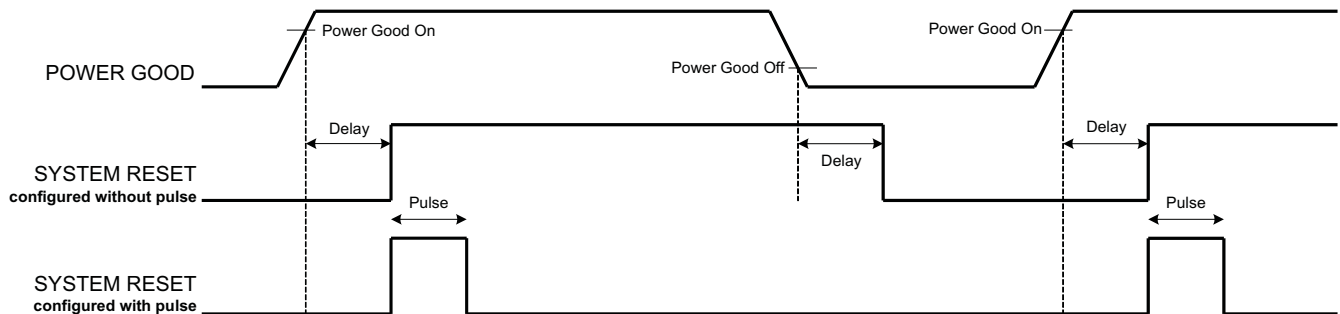 Power Good On
Power Good On
POWER GOOD
Power Good Off
Delay
Delay
Delay
SYSTEM RESET
configured without pulse
Pulse
Pulse
SYSTEM RESET
configured with pulse